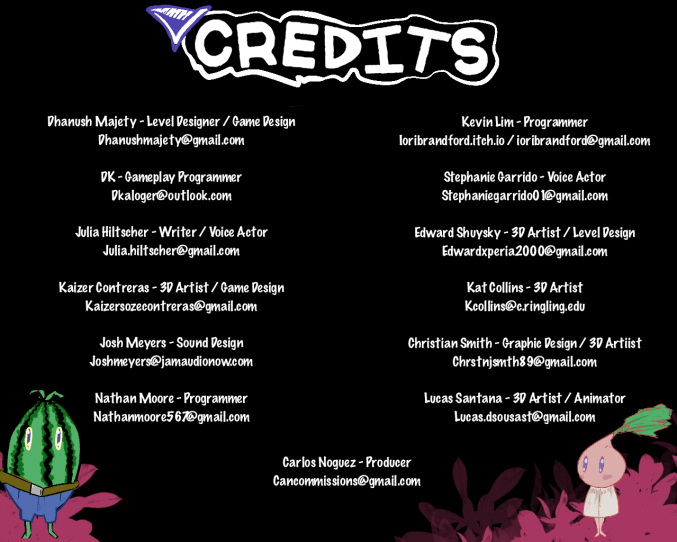 CREDITS
Dhanush Majety - Level Designer / Game Design
Dhanushmajety@gmail.com
DK - Gameplay Programmer
Dkaloger@outlook.com
Julia Hiltscher - Writer / Voice Actor
Julia.hiltscher@gmail.com
Kaizer Contreras - 3D Artist / Game Design
Kaizersozecontreras@gmail.com
Josh Meyers - Sound Design
Joshmeyers@jamaudionow.com
Nathan Moore - Programmer
Nathanmoore567@gmail.com
Kevin Lim - Programmer
Ioribrandford.itch.io / ioribrandford@gmail.com
Stephanie Garrido - Voice Actor
Stephaniegarrido01@gmail.com
Edward Shuysky - 3D Artist / Level Design
Edwardxperia2000@gmail.com
Kat Collins - 3D Artist
Kcollins@c.ringling.edu
Christian Smith - Graphic Design / 3D Artiist
Chrstnjsmth89@gmail.com
Lucas Santana - 3D Artist / Animator
Lucas.dsousast@gmail.com
Carlos Noguez - Producer
Cancommissions@gmail.com